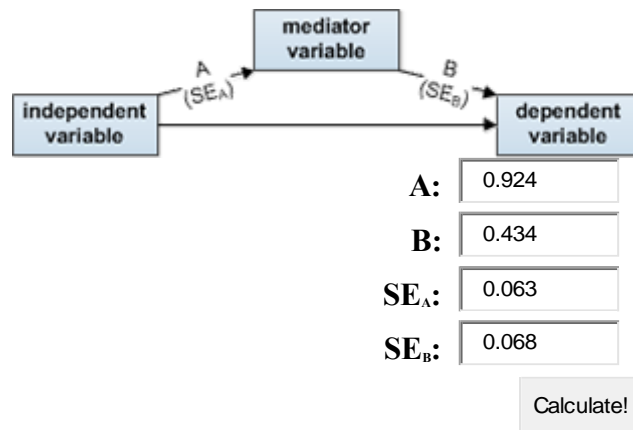 mediator
variable
A
(SEA)
B
(SEB)
independent
variable
dependent
variable
A: 0.924
B: 0.434
SEA: 0.063
SEB: 0.068
Calculate!